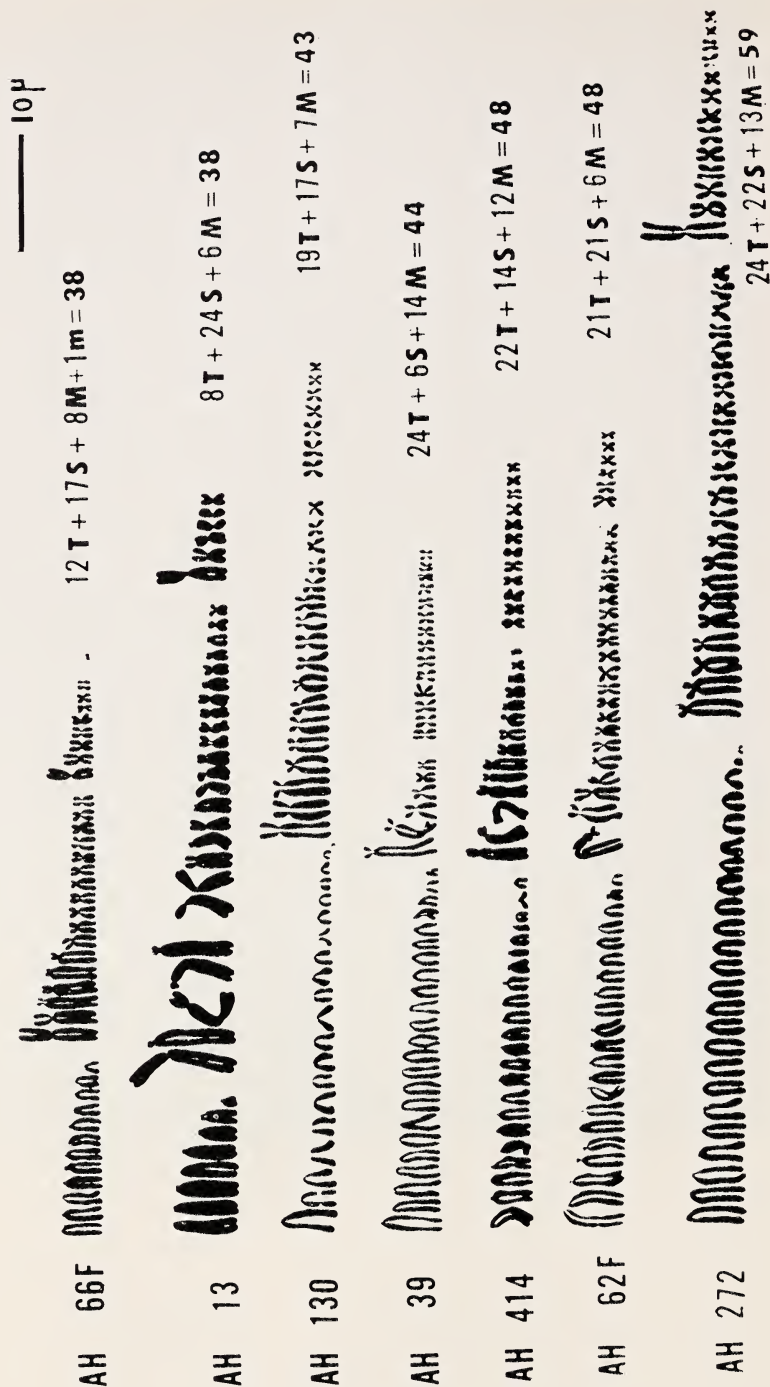 10 µ
AH 66F 12T + 17S + 8M + 1m = 38
AH 13 8T + 24S + 6M = 38
AH 130 19T + 17S + 7M = 43
AH 39 24T + 6S + 14M = 44
AH 414 22T + 14S + 12M = 48
AH 62F 21T + 21S + 6M = 48
AH 272 24T + 22S + 13M = 59